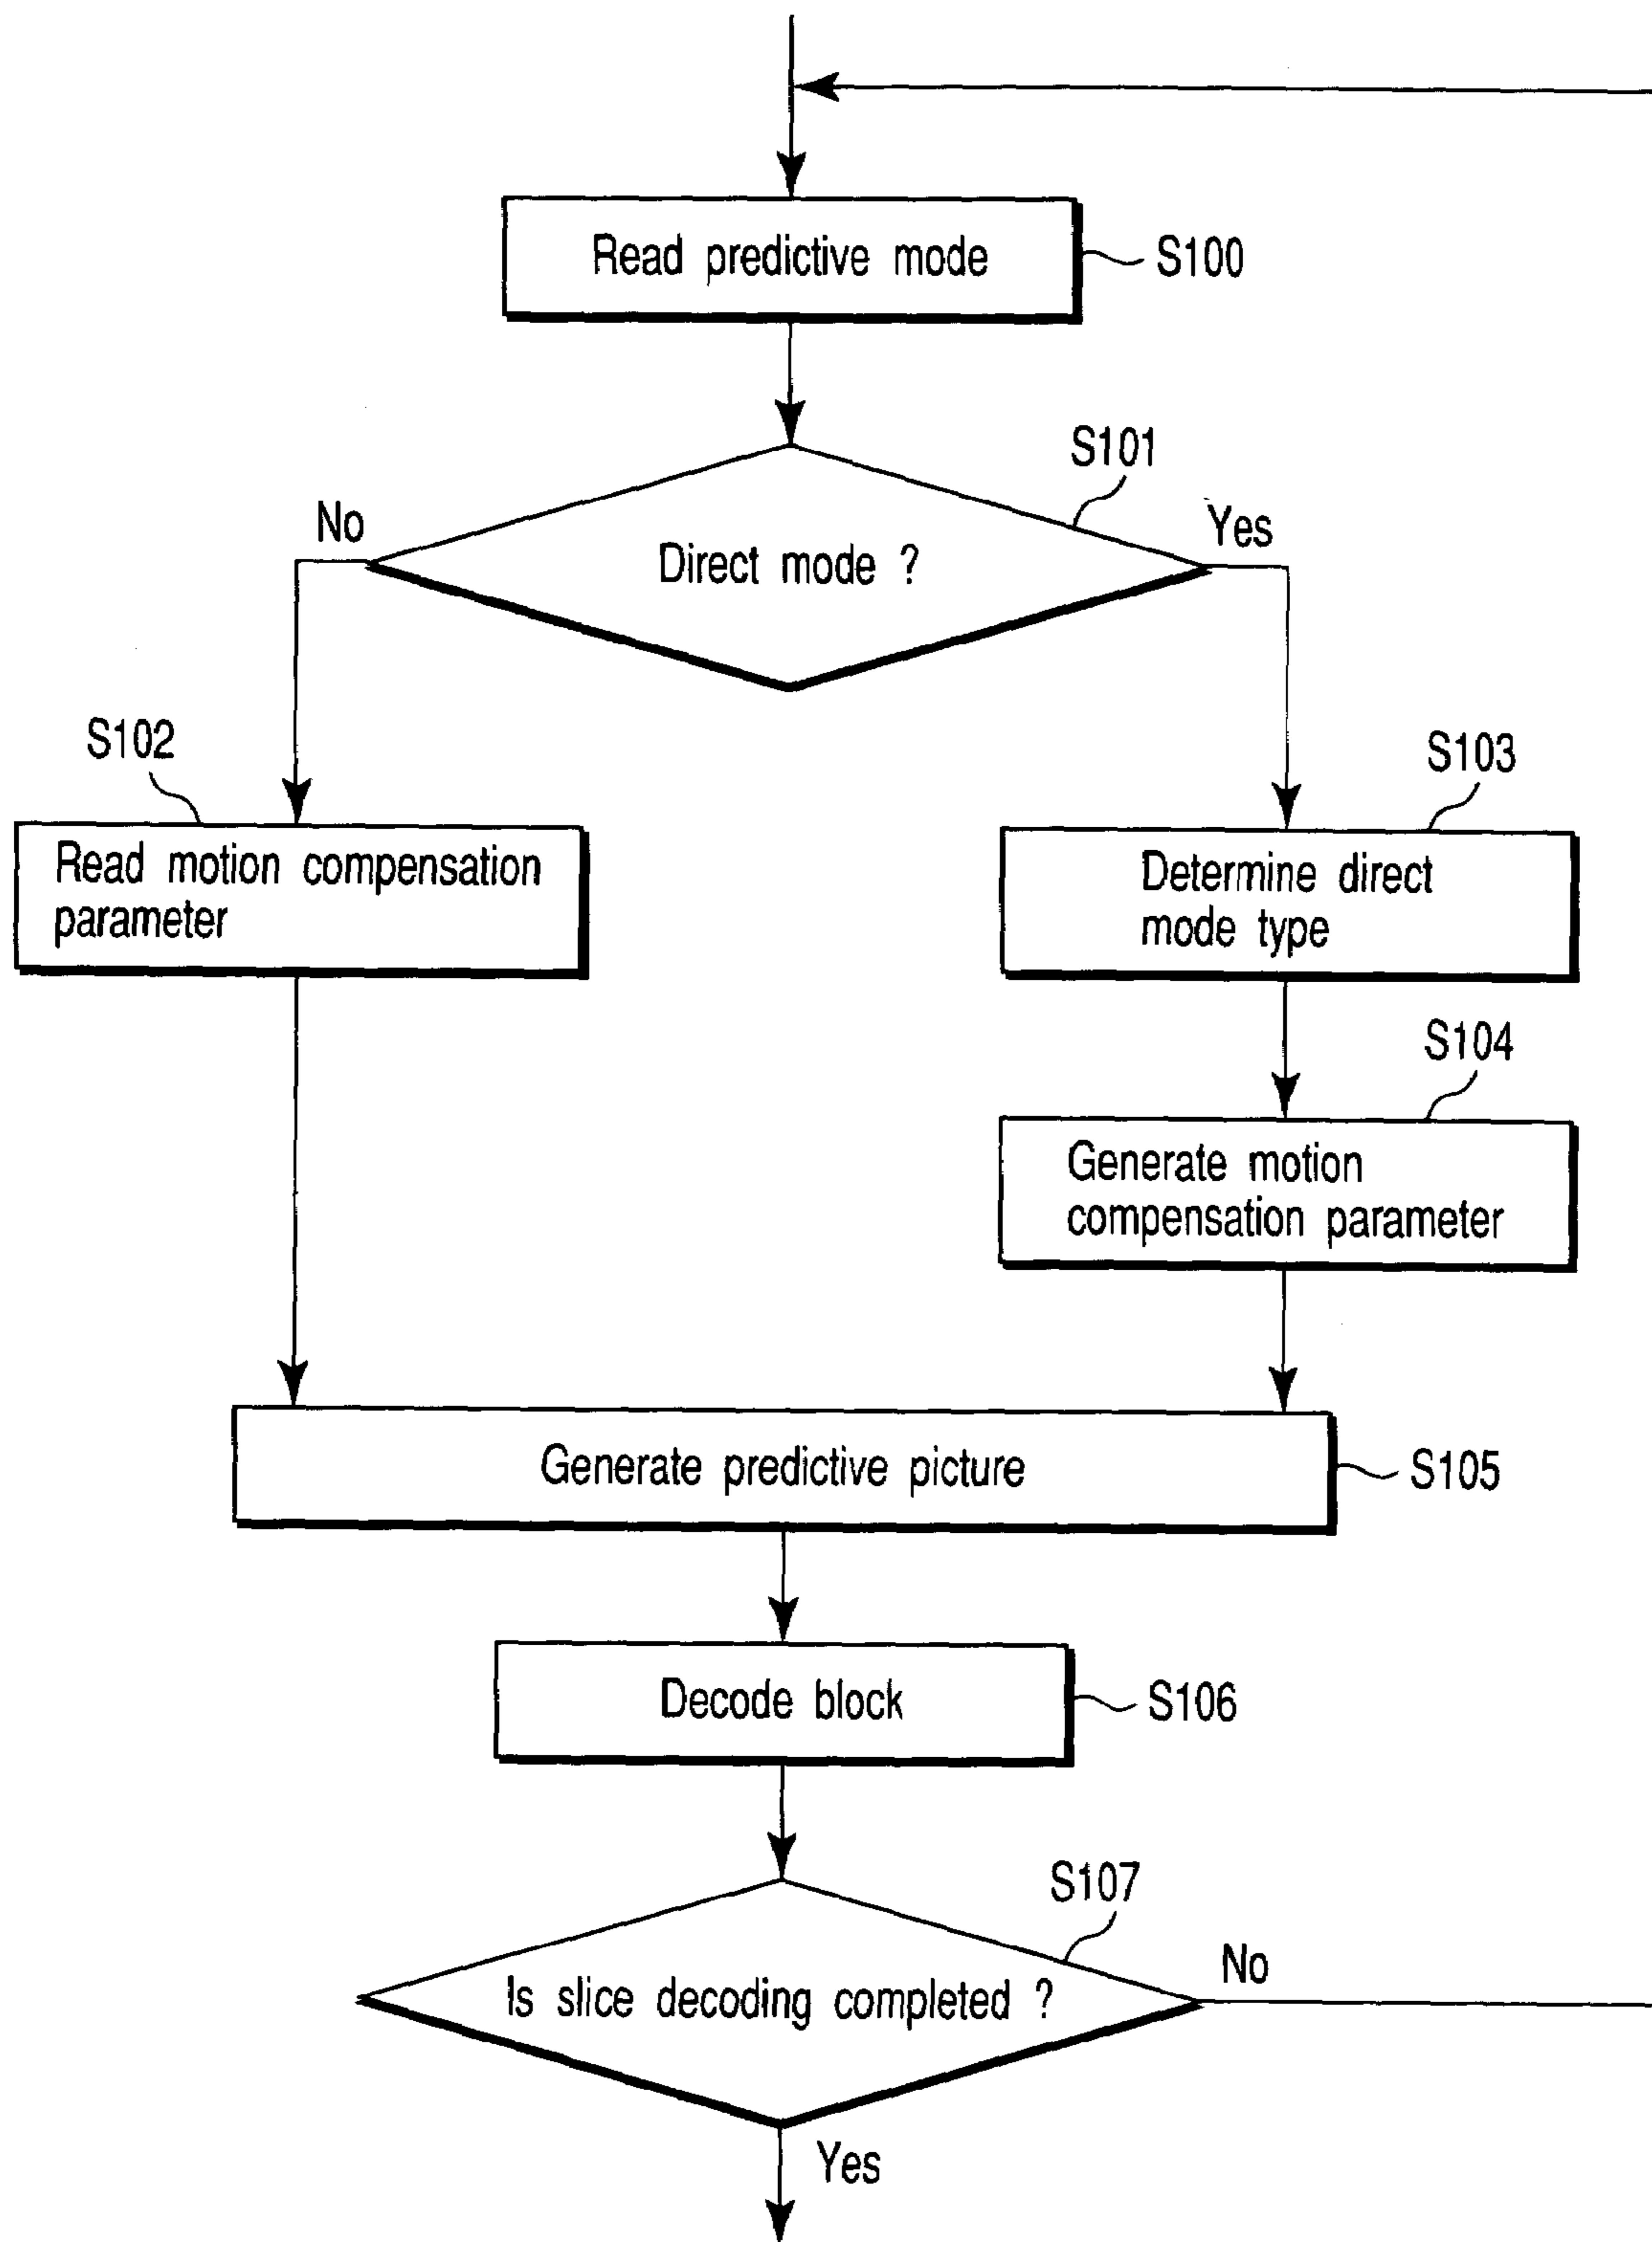 Read predictive mode
S100
S101
No
Yes
Direct mode ?
S102
S103
Read motion compensation
parameter
Determine direct
mode type
S104
Generate motion
compensation parameter
Generate predictive picture
S105
Decode block
S106
S107
No
Is slice decoding completed ?
Yes